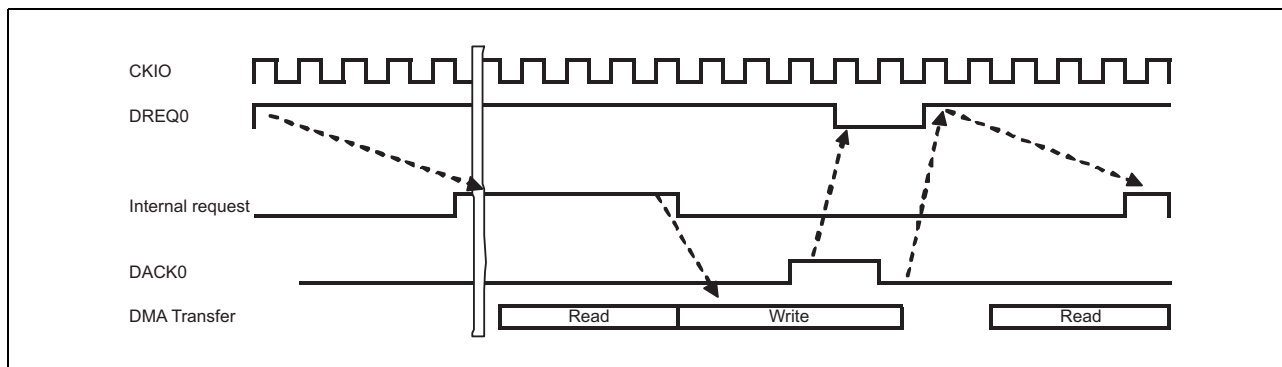 CKIO
DREQ0
Internal request
DACK0
DMA Transfer Read Write Read